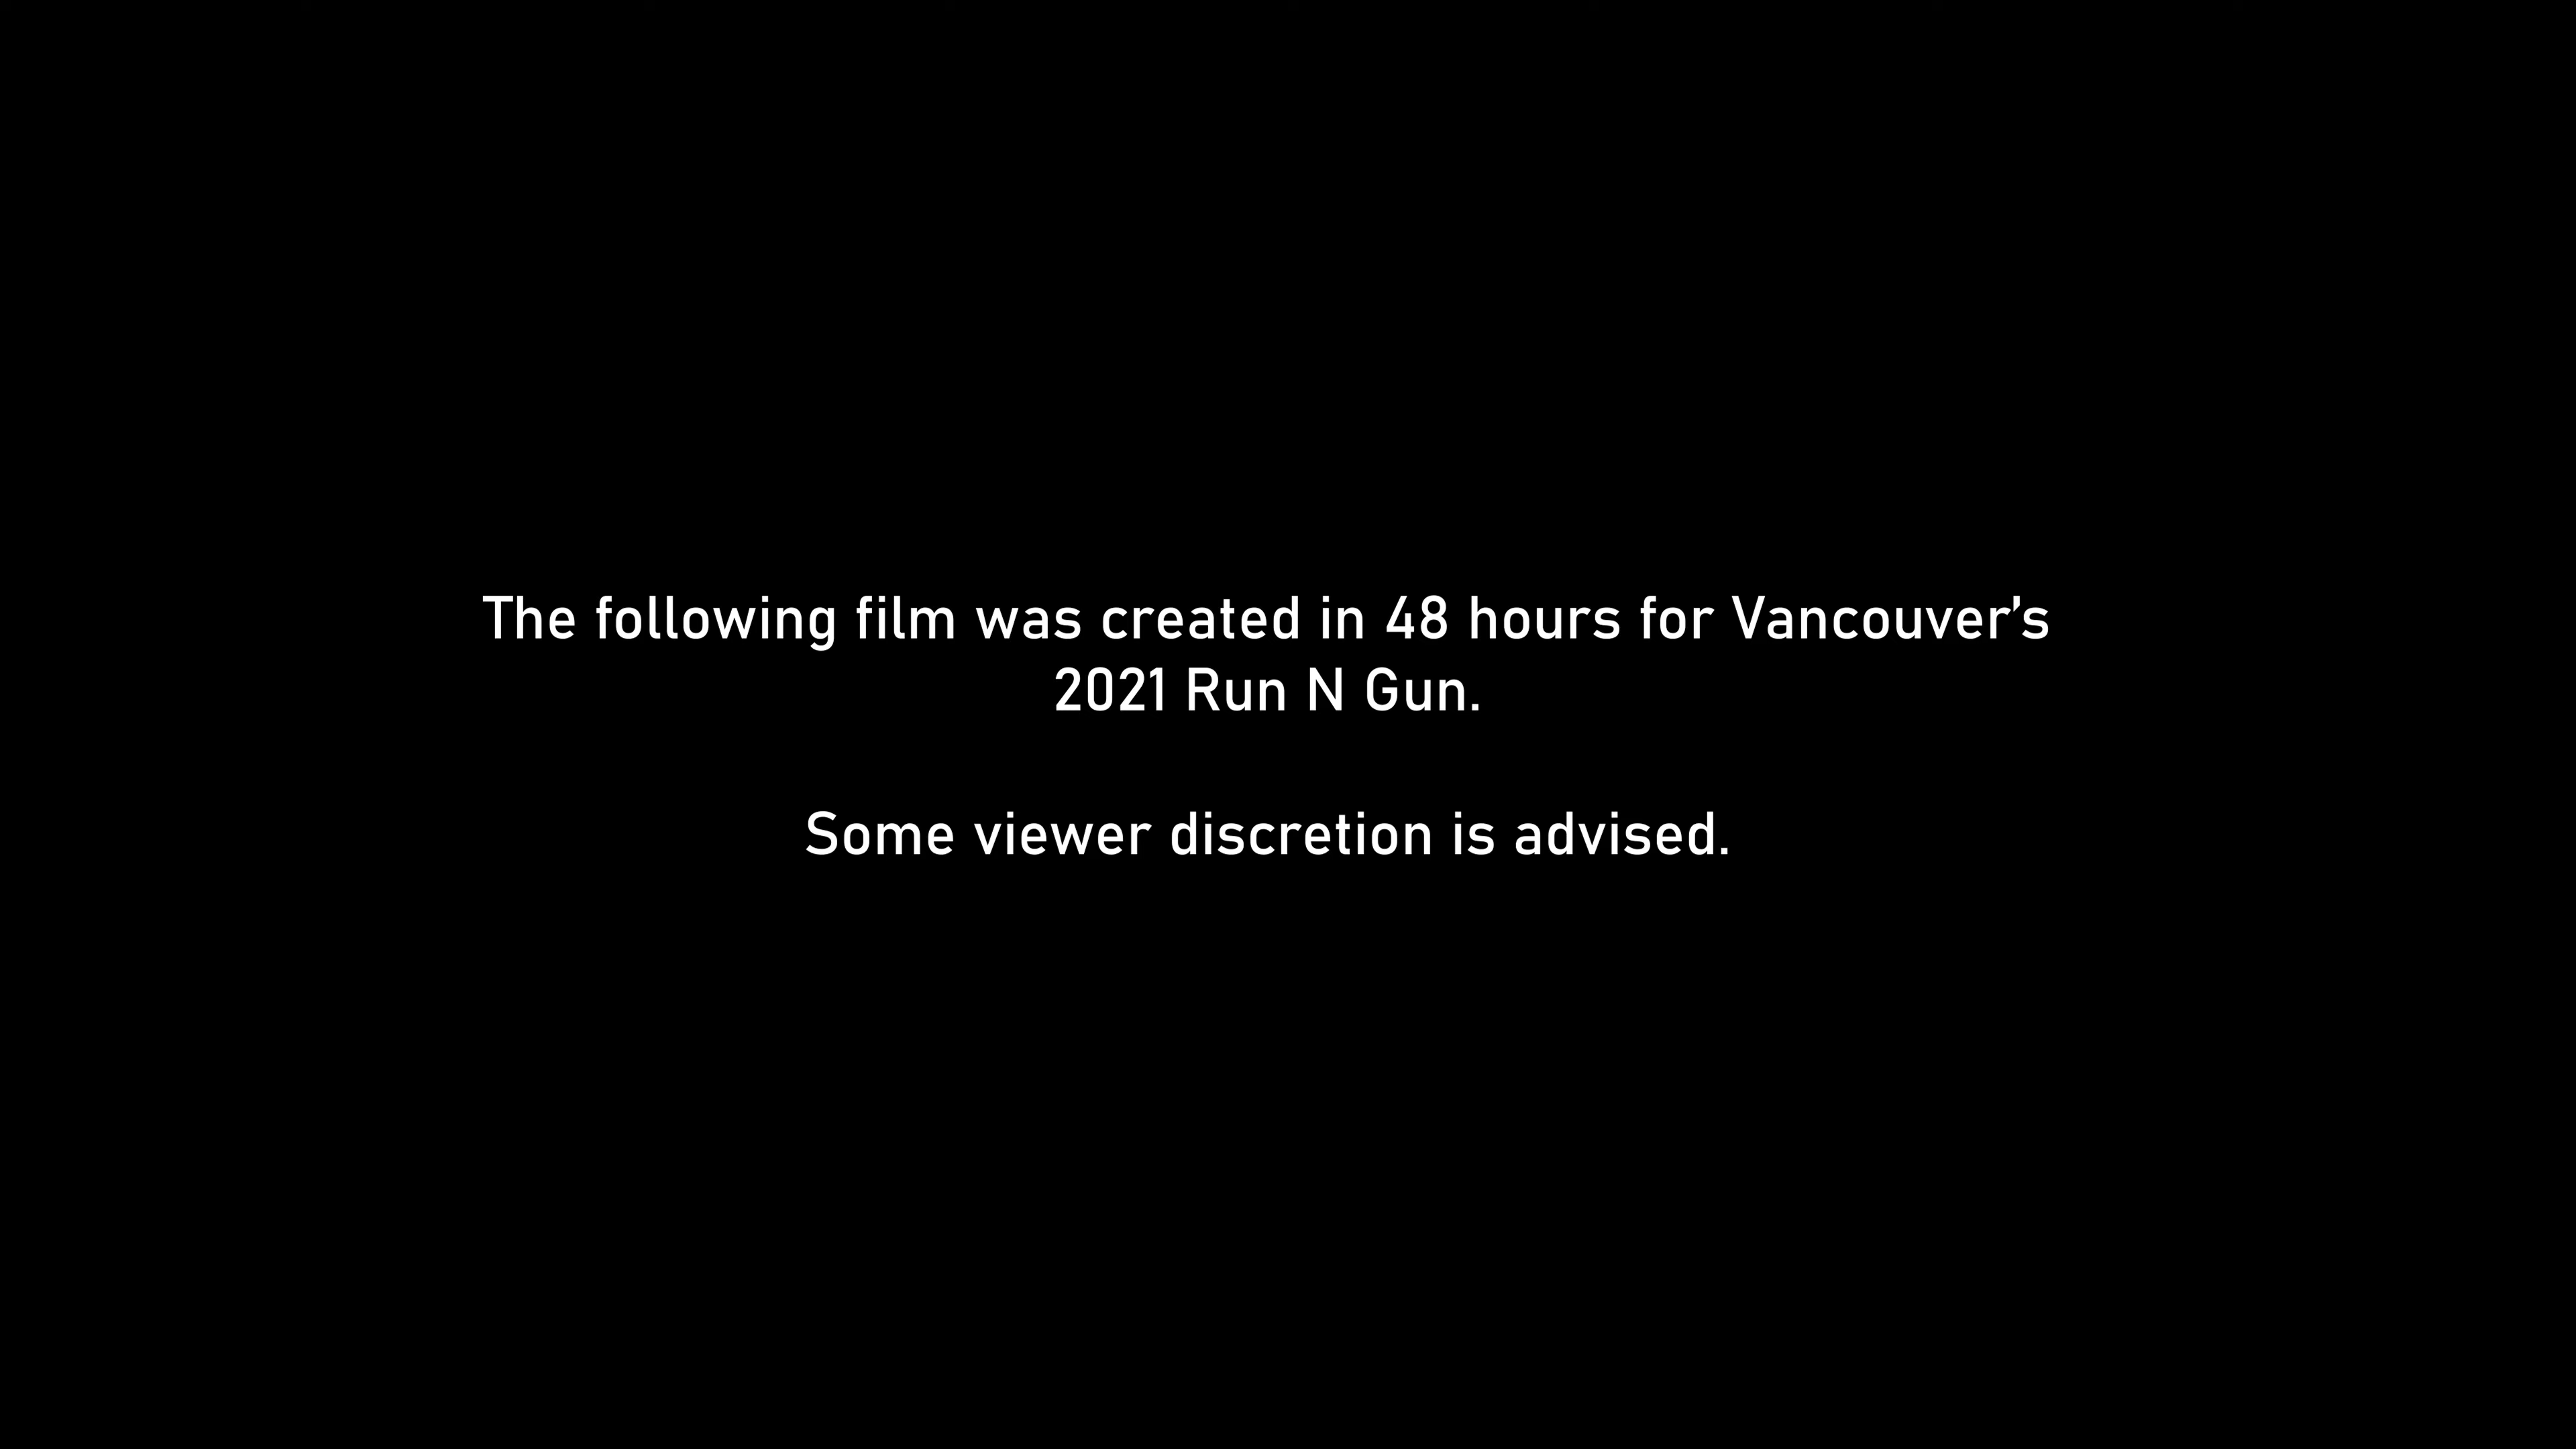 The following film was created in 48 hours for Vancouver’s
2021 Run N Gun.
Some viewer discretion is advised.